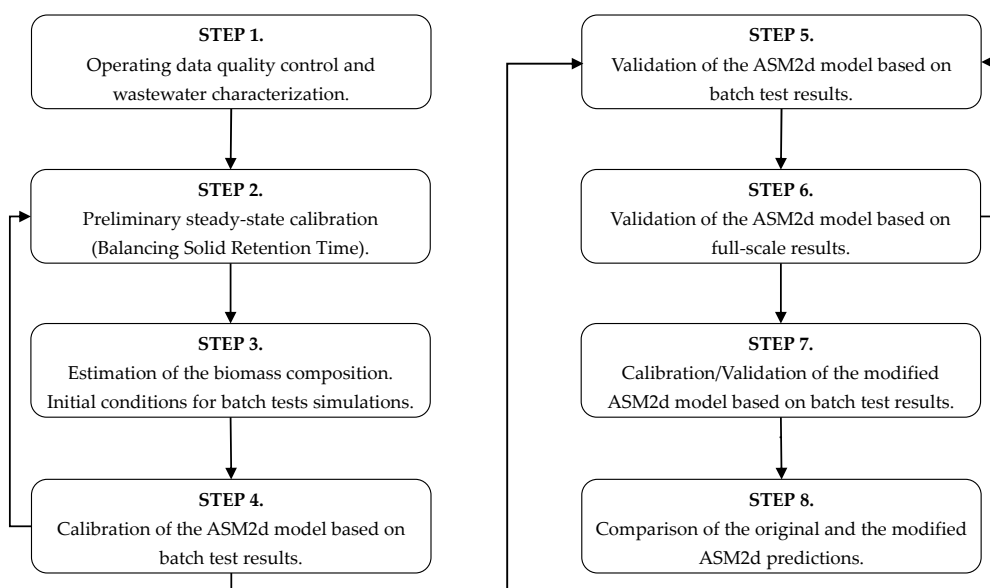 STEP 1.
Operating data quality control and
wastewater characterization.
STEP 2.
Preliminary steady-state calibration
(Balancing Solid Retention Time).
STEP 3.
Estimation of the biomass composition.
Initial conditions for batch tests simulations.
STEP 4.
Calibration of the ASM2d model based on
batch test results.
STEP 5.
Validation of the ASM2d model based on
batch test results.
STEP 6.
Validation of the ASM2d model based on
full-scale results.
STEP 7.
Calibration/Validation of the modified
ASM2d model based on batch test results.
STEP 8.
Comparison of the original and the modified
ASM2d predictions.